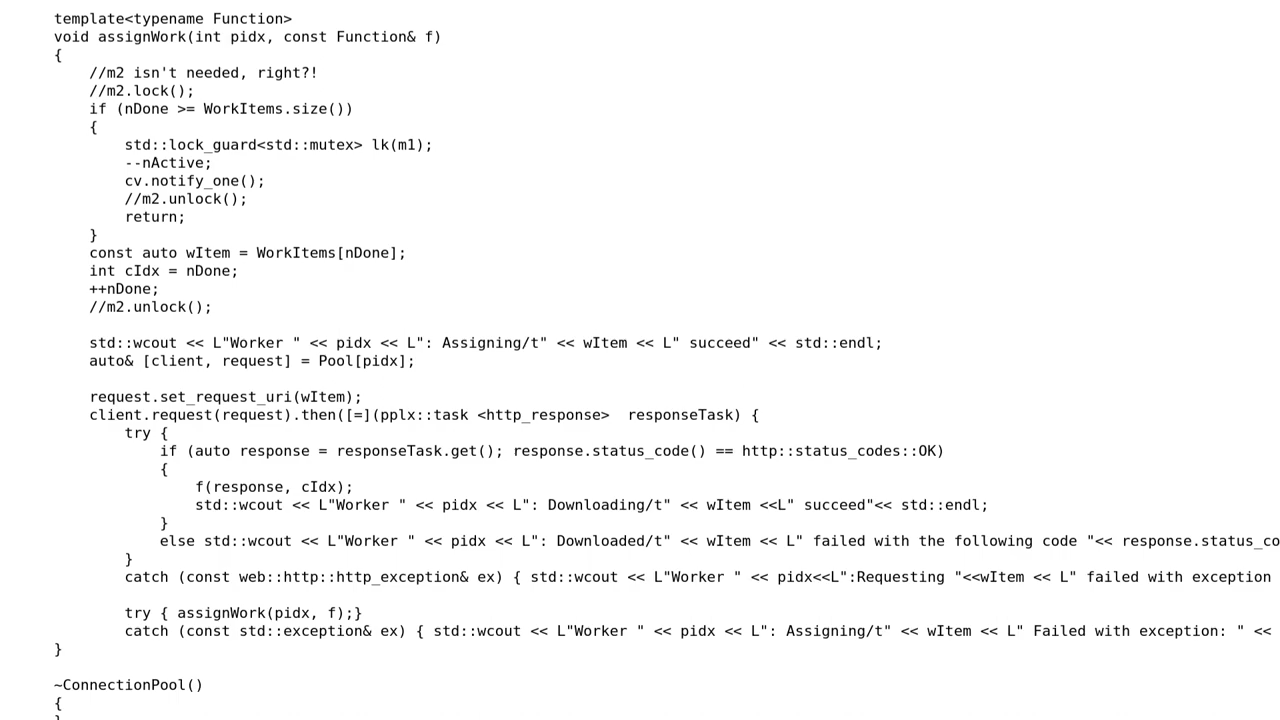 template<typename Function>
void assignWork(int pidx, const Function& f)
{
    //m2 isn't needed, right?!
    //m2.lock();
    if (nDone >= WorkItems.size())
    {
        std::lock_guard<std::mutex> lk(m1);
        --nActive;
        cv.notify_one();
        //m2.unlock();
        return;
    }
    const auto wItem = WorkItems[nDone];
    int cIdx = nDone;
    ++nDone;
    //m2.unlock();

    std::wcout << L"Worker " << pidx << L": Assigning/t" << wItem << L" succeed" << std::endl;
    auto& [client, request] = Pool[pidx];

    request.set_request_uri(wItem);
    client.request(request).then([=](pplx::task <http_response>  responseTask) {
        try {
            if (auto response = responseTask.get(); response.status_code() == http::status_codes::OK)
            {
                f(response, cIdx);
                std::wcout << L"Worker " << pidx << L": Downloading/t" << wItem <<L" succeed"<< std::endl;
            }
            else std::wcout << L"Worker " << pidx << L": Downloaded/t" << wItem << L" failed with the following code "<< response.status_co
        }
        catch (const web::http::http_exception& ex) { std::wcout << L"Worker " << pidx<<L":Requesting "<<wItem << L" failed with exception

        try { assignWork(pidx, f);}
        catch (const std::exception& ex) { std::wcout << L"Worker " << pidx << L": Assigning/t" << wItem << L" Failed with exception: " <<
}

~ConnectionPool()
{
}